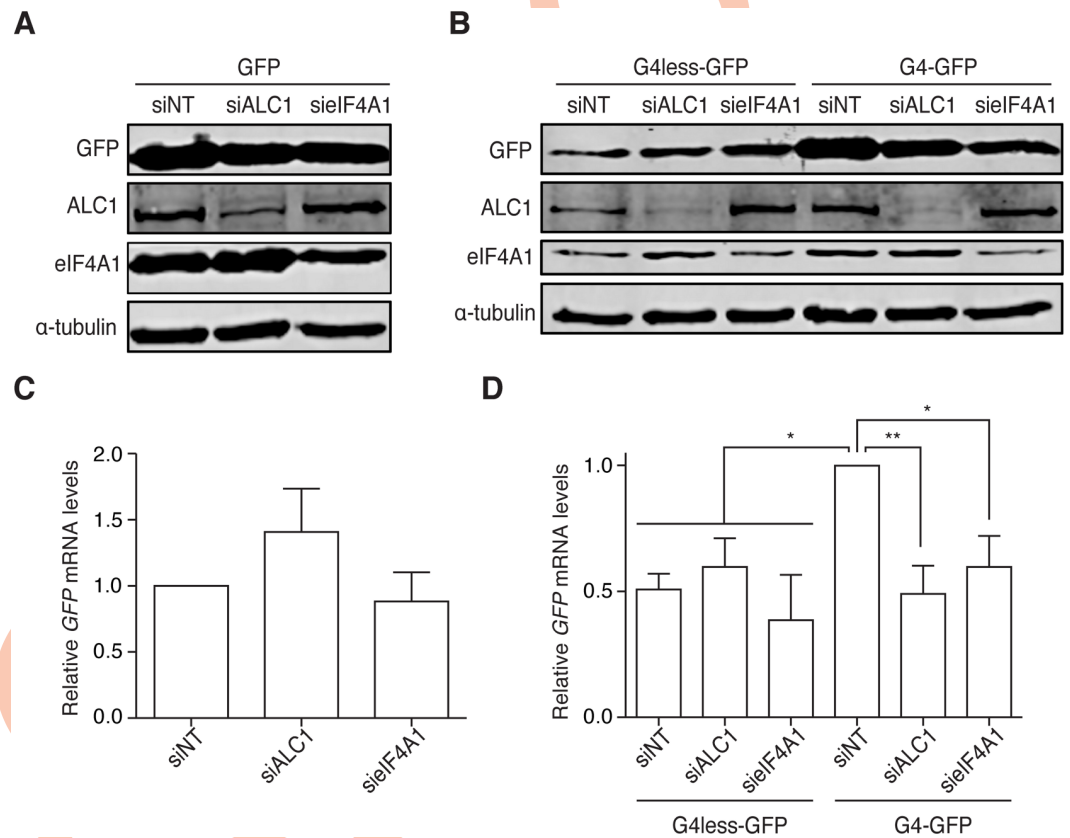 A
GFP
siNT siALC1 sieIF4A1
GFP
ALC1
eIF4A1
α-tubulin
B
G4less-GFP G4-GFP
siNT siALC1 sieIF4A1 siNT siALC1 sieIF4A1
GFP
ALC1
eIF4A1
α-tubulin
C
Relative GFP mRNA levels
2.0
1.5
1.0
0.5
0.0
siNT siALC1 sieIF4A1
D
Relative GFP mRNA levels
1.0
0.5
0.0
*
* **
siNT siALC1 sieIF4A1 siNT siALC1 sieIF4A1
G4less-GFP G4-GFP